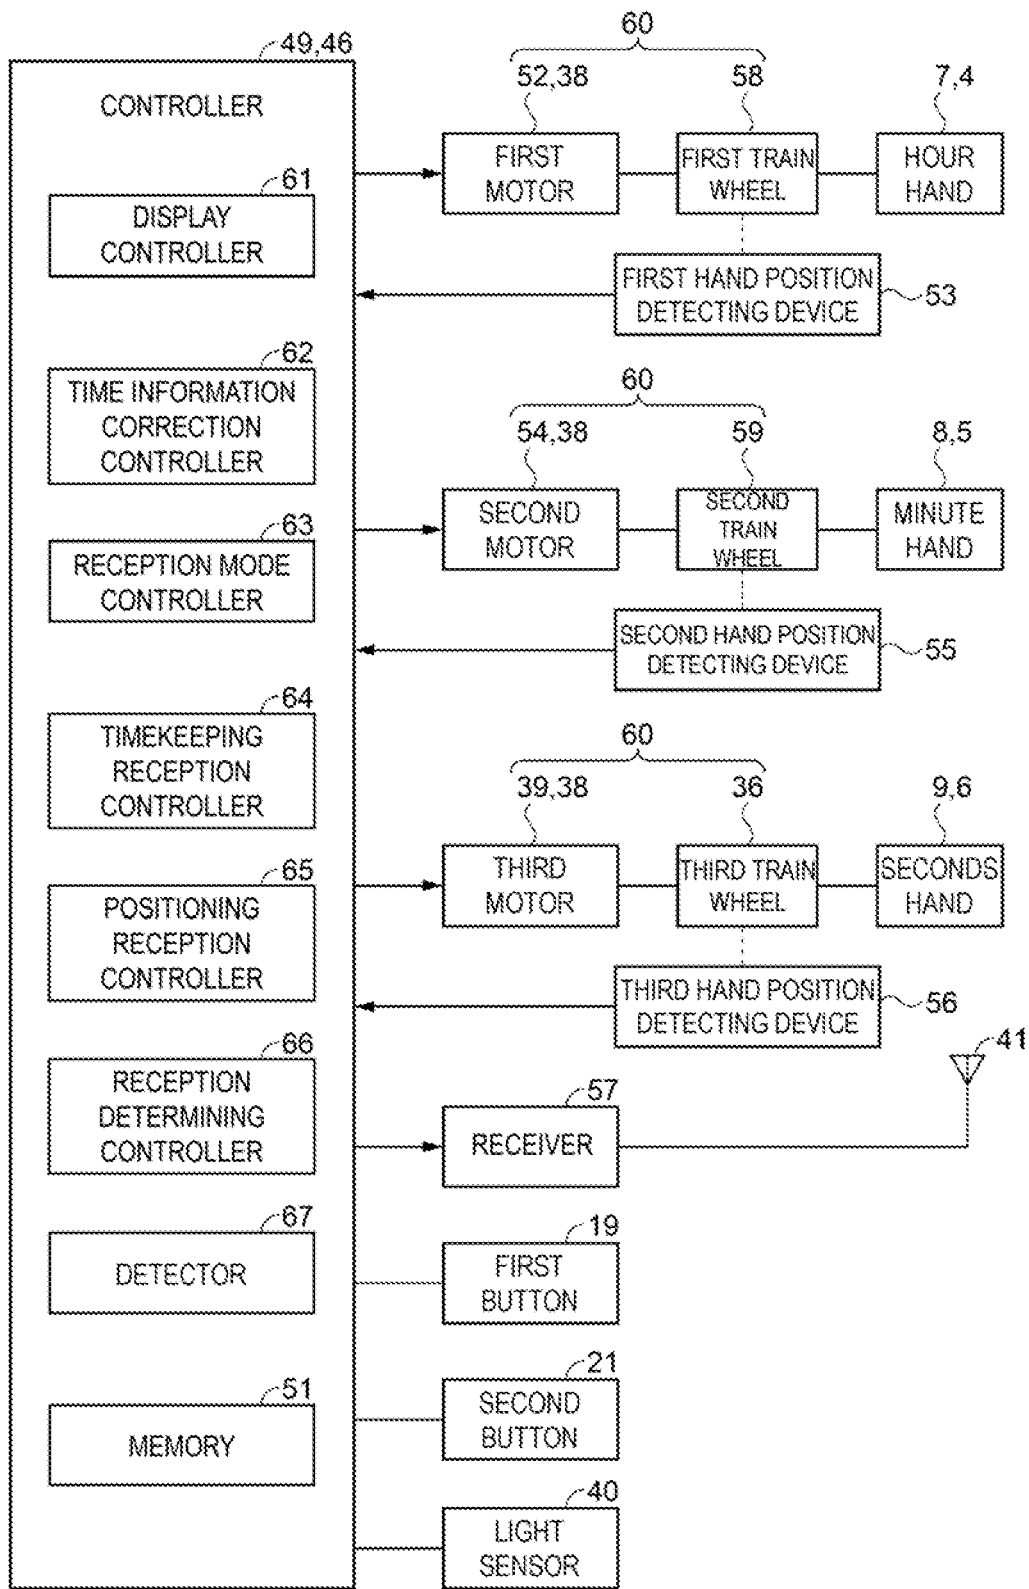 49,46
CONTROLLER
61
DISPLAY
CONTROLLER
62
TIME INFORMATION
CORRECTION
CONTROLLER
63
RECEPTION MODE
CONTROLLER
64
TIMEKEEPING
RECEPTION
CONTROLLER
65
POSITIONING
RECEPTION
CONTROLLER
66
RECEPTION
DETERMINING
CONTROLLER
67
DETECTOR
51
MEMORY
60
52,38
58
7,4
FIRST
MOTOR
FIRST TRAIN
WHEEL
HOUR
HAND
FIRST HAND POSITION
DETECTING DEVICE
53
60
54,38
59
8,5
SECOND
MOTOR
SECOND
TRAIN
WHEEL
MINUTE
HAND
SECOND HAND POSITION
DETECTING DEVICE
55
60
39,38
36
9,6
THIRD
MOTOR
THIRD TRAIN
WHEEL
SECONDS
HAND
THIRD HAND POSITION
DETECTING DEVICE
56
57
RECEIVER
41
19
FIRST
BUTTON
21
SECOND
BUTTON
40
LIGHT
SENSOR